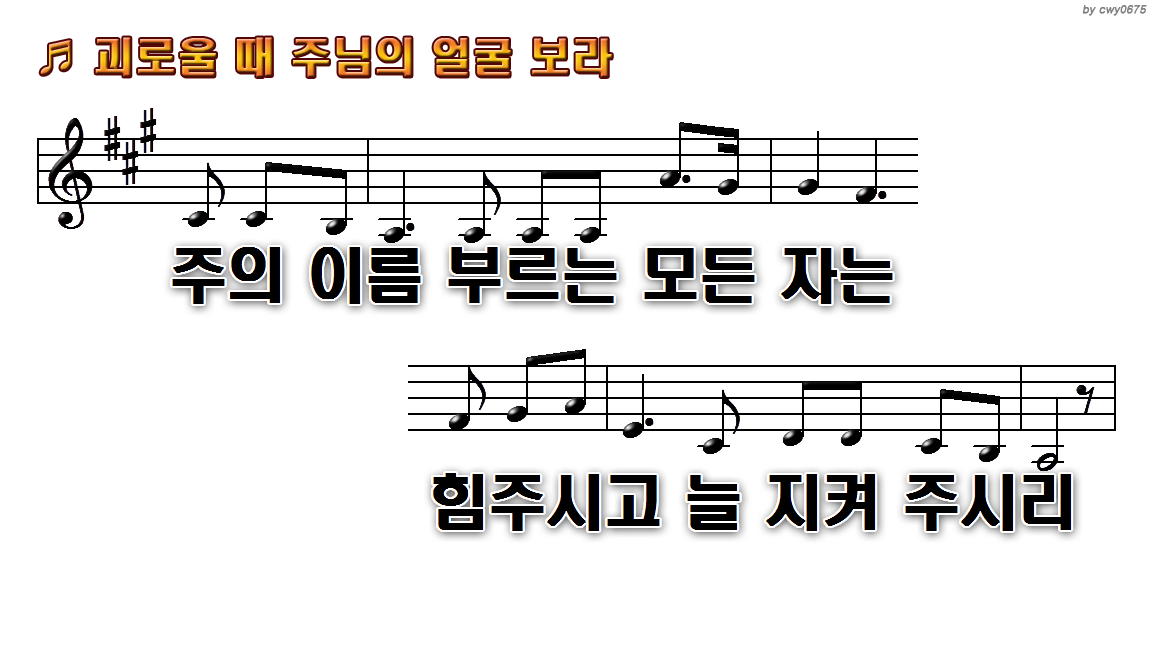 by cwy0675
♬ 괴로울 때 주님의 얼굴 보라
주의 이름 부르는 모든 자는
힘주시고 늘 지켜 주시리